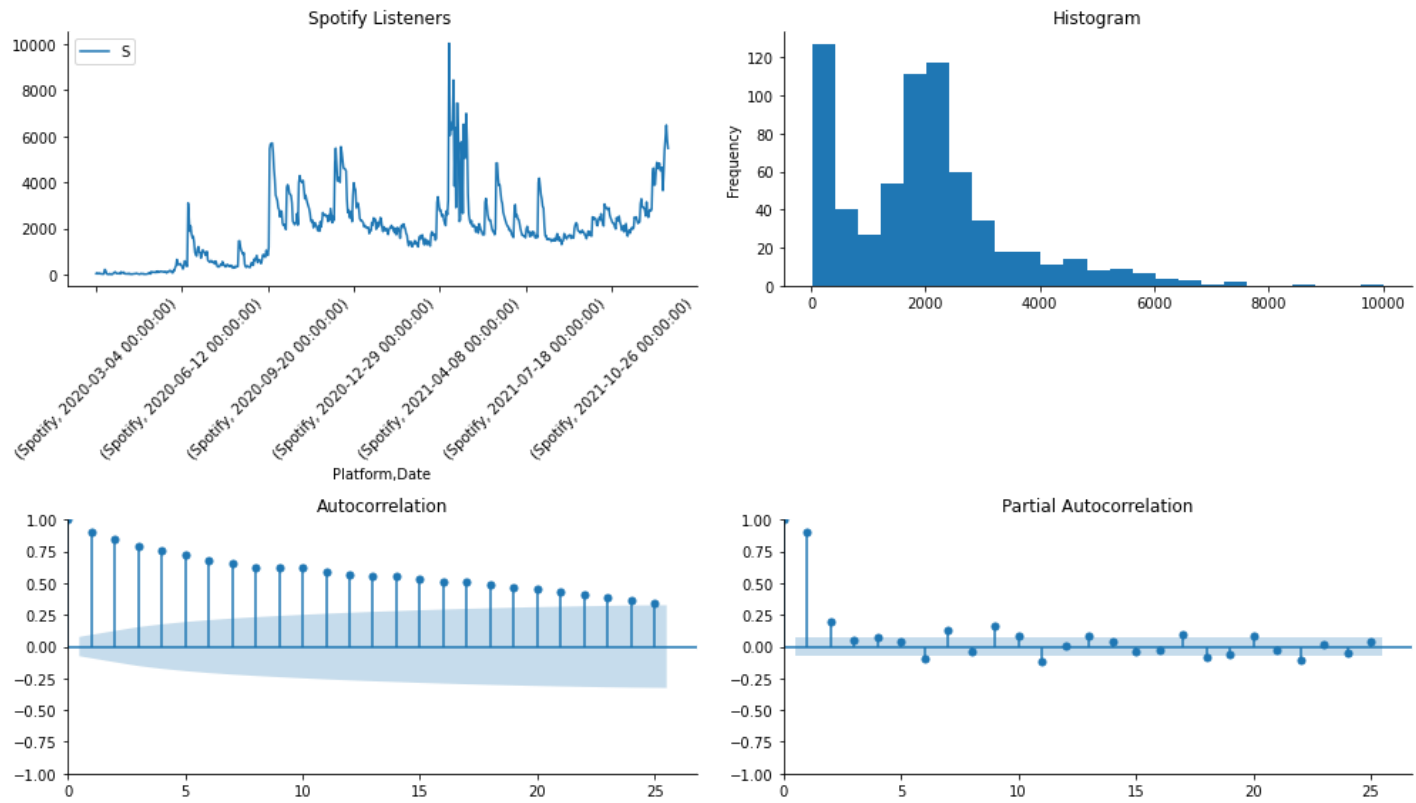 Spotify Listeners
S
10000
8000
6000
4000
2000
0
(Spotify, 2020-03-04 00:00:00)
(Spotify, 2020-06-12 00:00:00)
(Spotify, 2020-09-20 00:00:00)
(Spotify, 2020-12-29 00:00:00)
(Spotify, 2021-04-08 00:00:00)
(Spotify, 2021-07-18 00:00:00)
(Spotify, 2021-10-26 00:00:00)
Platform,Date
Histogram
Frequency
120
100
80
60
40
20
0
0 2000 4000 6000 8000 10000
Autocorrelation
1.00
0.75
0.50
0.25
0.00
−0.25
−0.50
−0.75
−1.00
0 5 10 15 20 25
Partial Autocorrelation
1.00
0.75
0.50
0.25
0.00
−0.25
−0.50
−0.75
−1.00
0 5 10 15 20 25